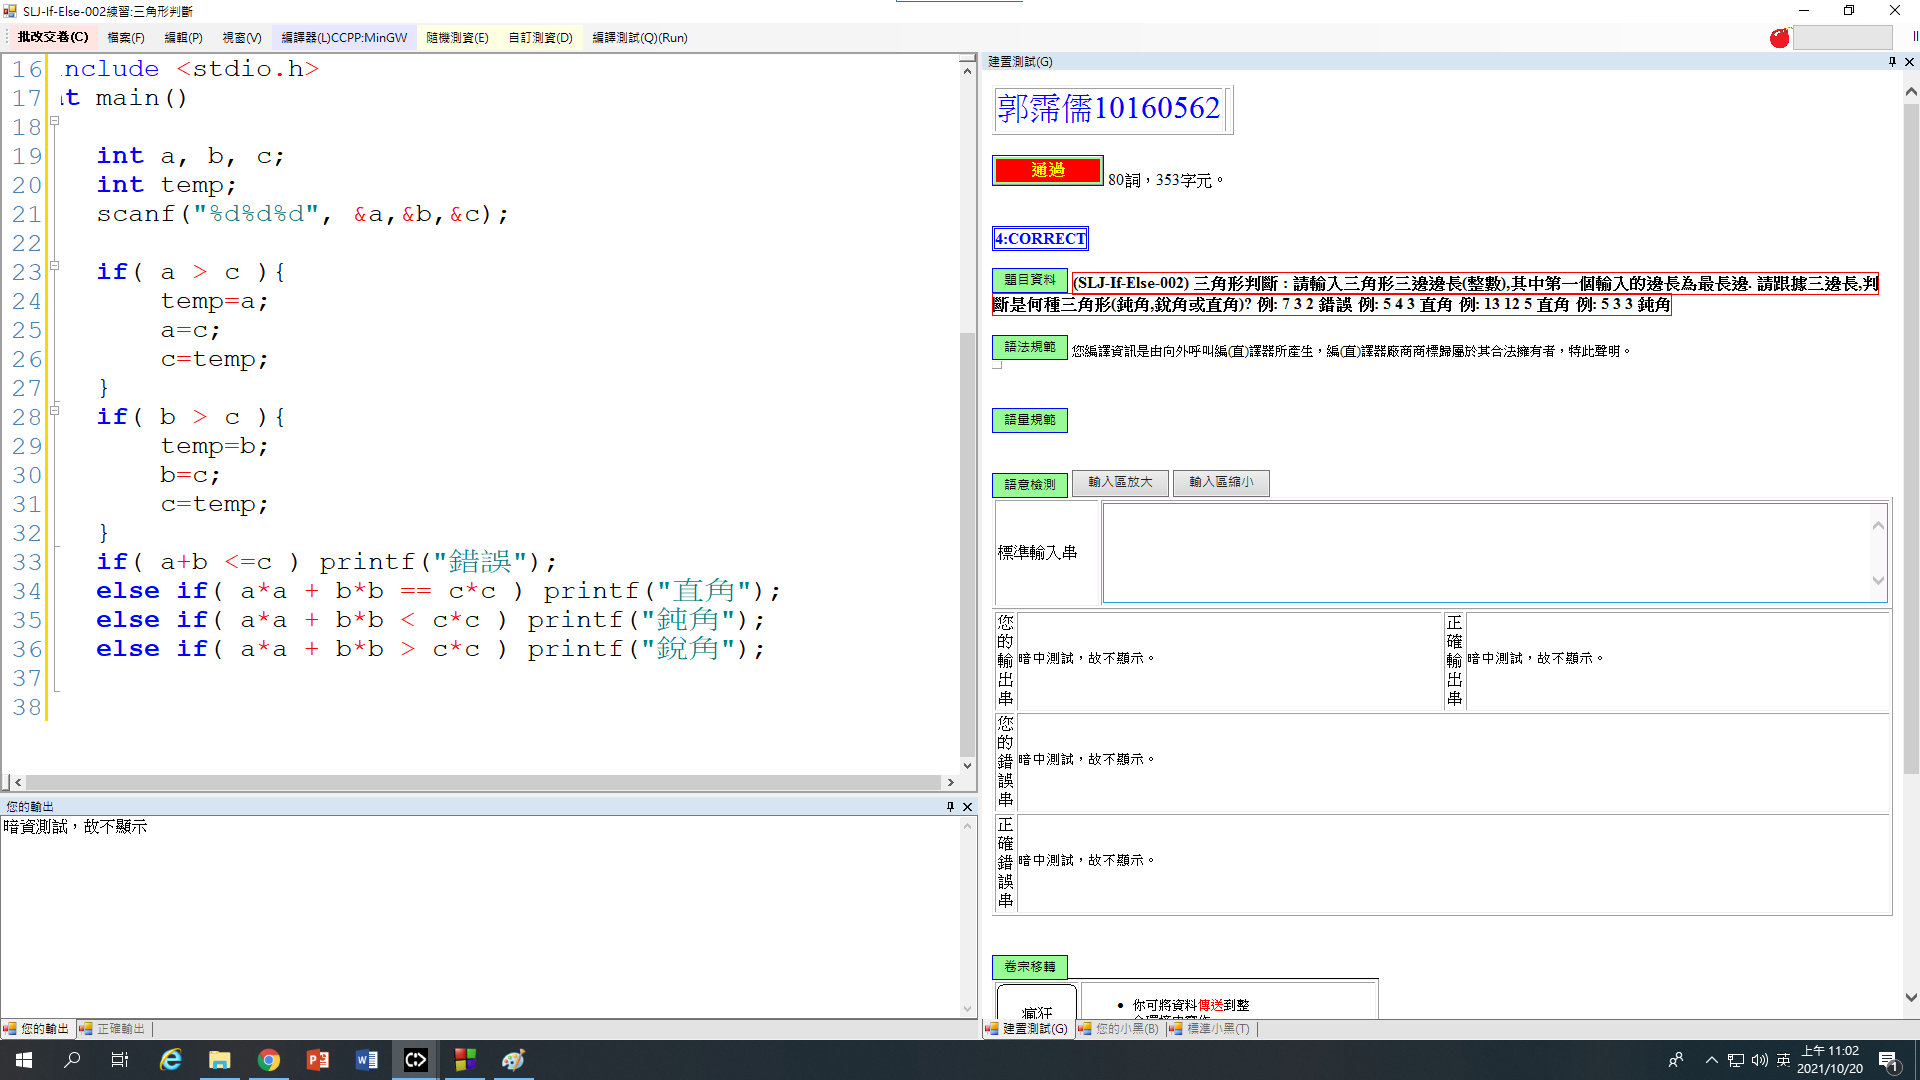 SLJ-If-Else-002練習:三角形判斷
批改交卷(C) 檔案(F) 編輯(P) 視窗(V) 編譯器(L)CCPP:MinGW 隨機測資(E) 自訂測資(D) 編譯測試(Q)(Run)
16 nclude <stdio.h>
17 t main()
18
19 int a, b, c;
20 int temp;
21 scanf("%d%d%d", &a,&b,&c);
22
23 if( a > c ){
24 temp=a;
25 a=c;
26 c=temp;
27 }
28 if( b > c ){
29 temp=b;
30 b=c;
31 c=temp;
32 }
33 if( a+b <=c ) printf("錯誤");
34 else if( a*a + b*b == c*c ) printf("直角");
35 else if( a*a + b*b < c*c ) printf("鈍角");
36 else if( a*a + b*b > c*c ) printf("銳角");
37
38
您的輸出
暗資測試，故不顯示
您的輸出 正確輸出
建置測試(G)
郭霈儒10160562
通過 80詞，353字元。
4:CORRECT
題目資料 (SLJ-If-Else-002) 三角形判斷 : 請輸入三角形三邊邊長(整數),其中第一個輸入的邊長為最長邊. 請跟據三邊長,判
斷是何種三角形(鈍角,銳角或直角)? 例: 7 3 2 錯誤 例: 5 4 3 直角 例: 13 12 5 直角 例: 5 3 3 鈍角
語法規範 您編譯資訊是由向外呼叫編(直)譯器所產生，編(直)譯器廠商商標歸屬於其合法擁有者，特此聲明。
語量規範
語意檢測 輸入區放大 輸入區縮小
標準輸入串
您的輸出串 暗中測試，故不顯示。 正確輸出串 暗中測試，故不顯示。
您的錯誤串 暗中測試，故不顯示。
正確錯誤串 暗中測試，故不顯示。
卷宗移轉
瘋狂 • 你可將資料傳送到整
建置測試(G) 您的小黑(B) 標準小黑(T)
英 上午 11:02
2021/10/20
1